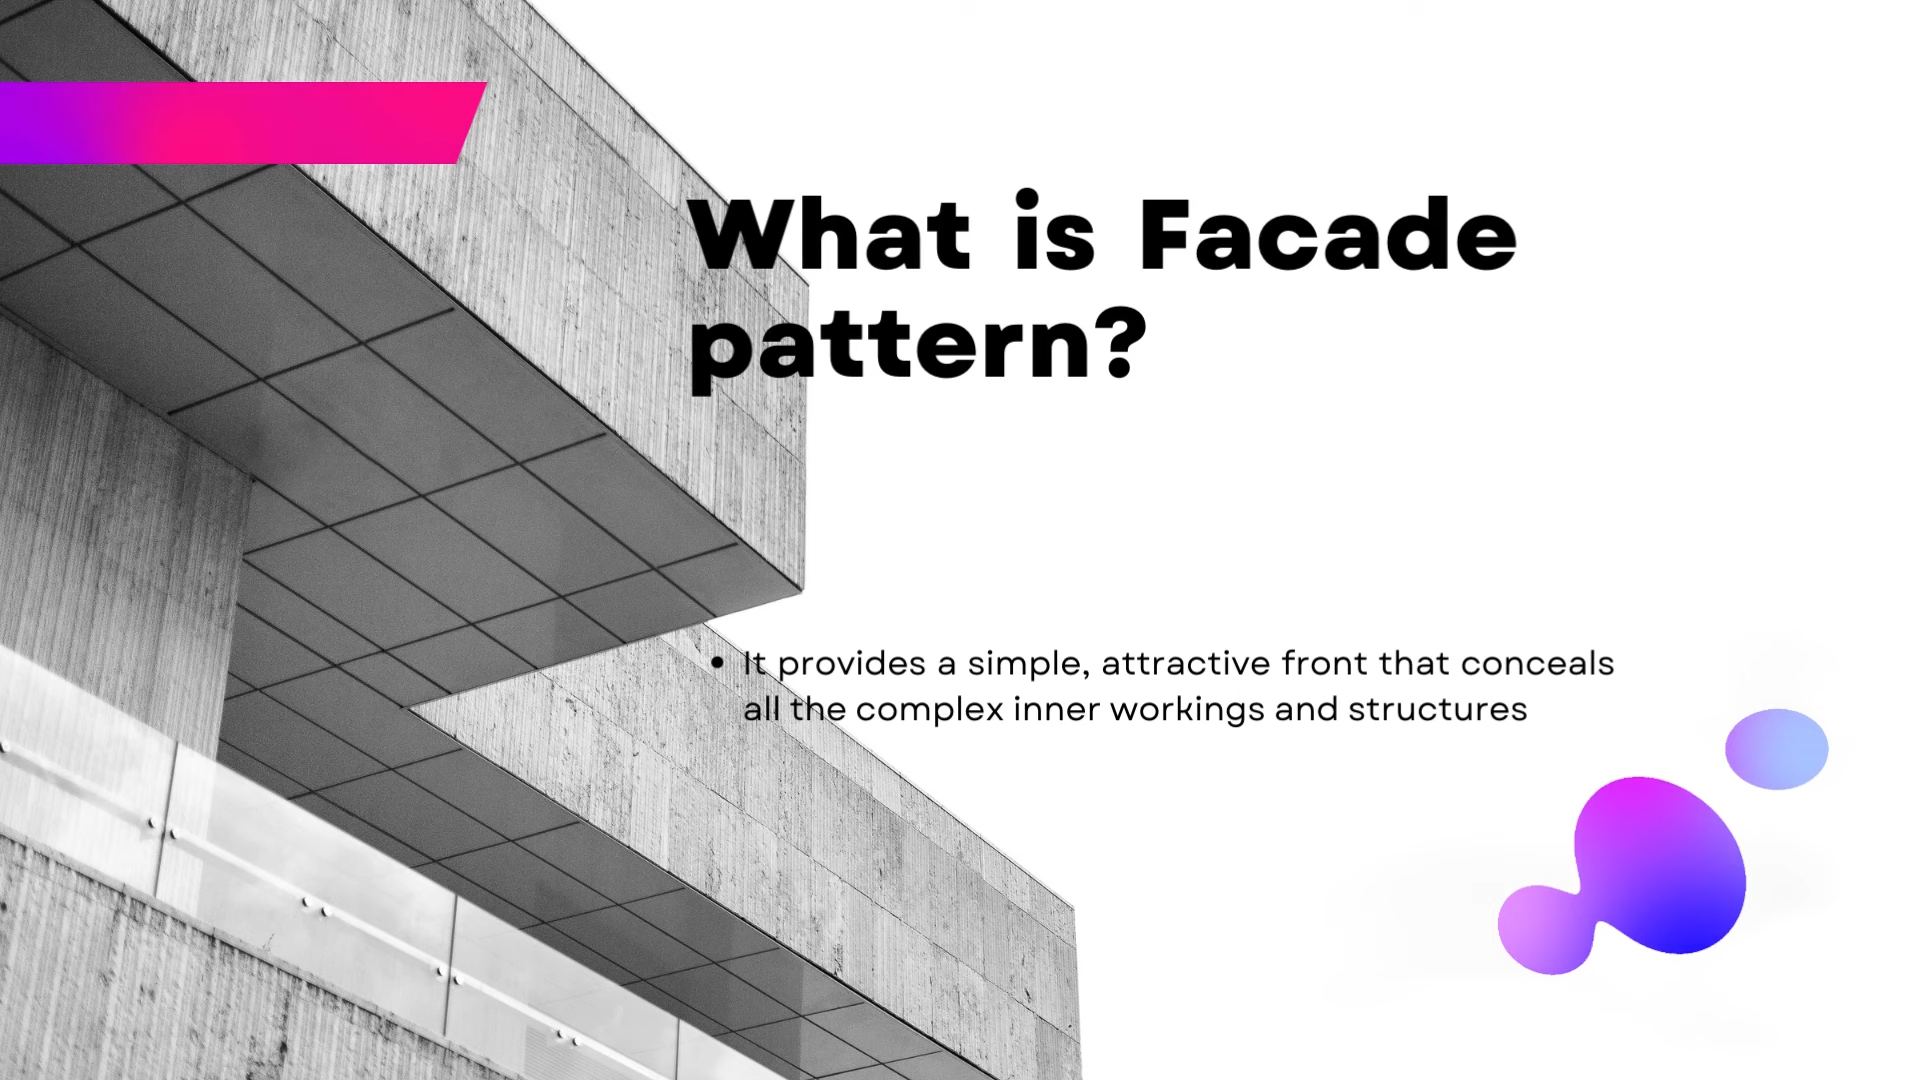 What is Facade
pattern?
• It provides a simple, attractive front that conceals
all the complex inner workings and structures